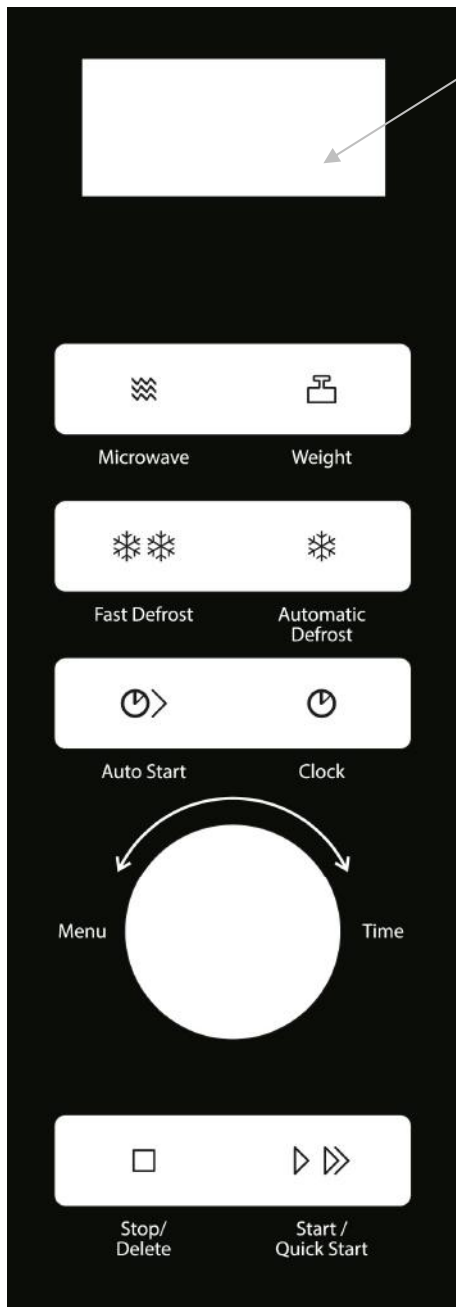 Microwave
Weight
Fast Defrost
Automatic
Defrost
Auto Start
Clock
Menu
Time
Stop/
Delete
Start /
Quick Start